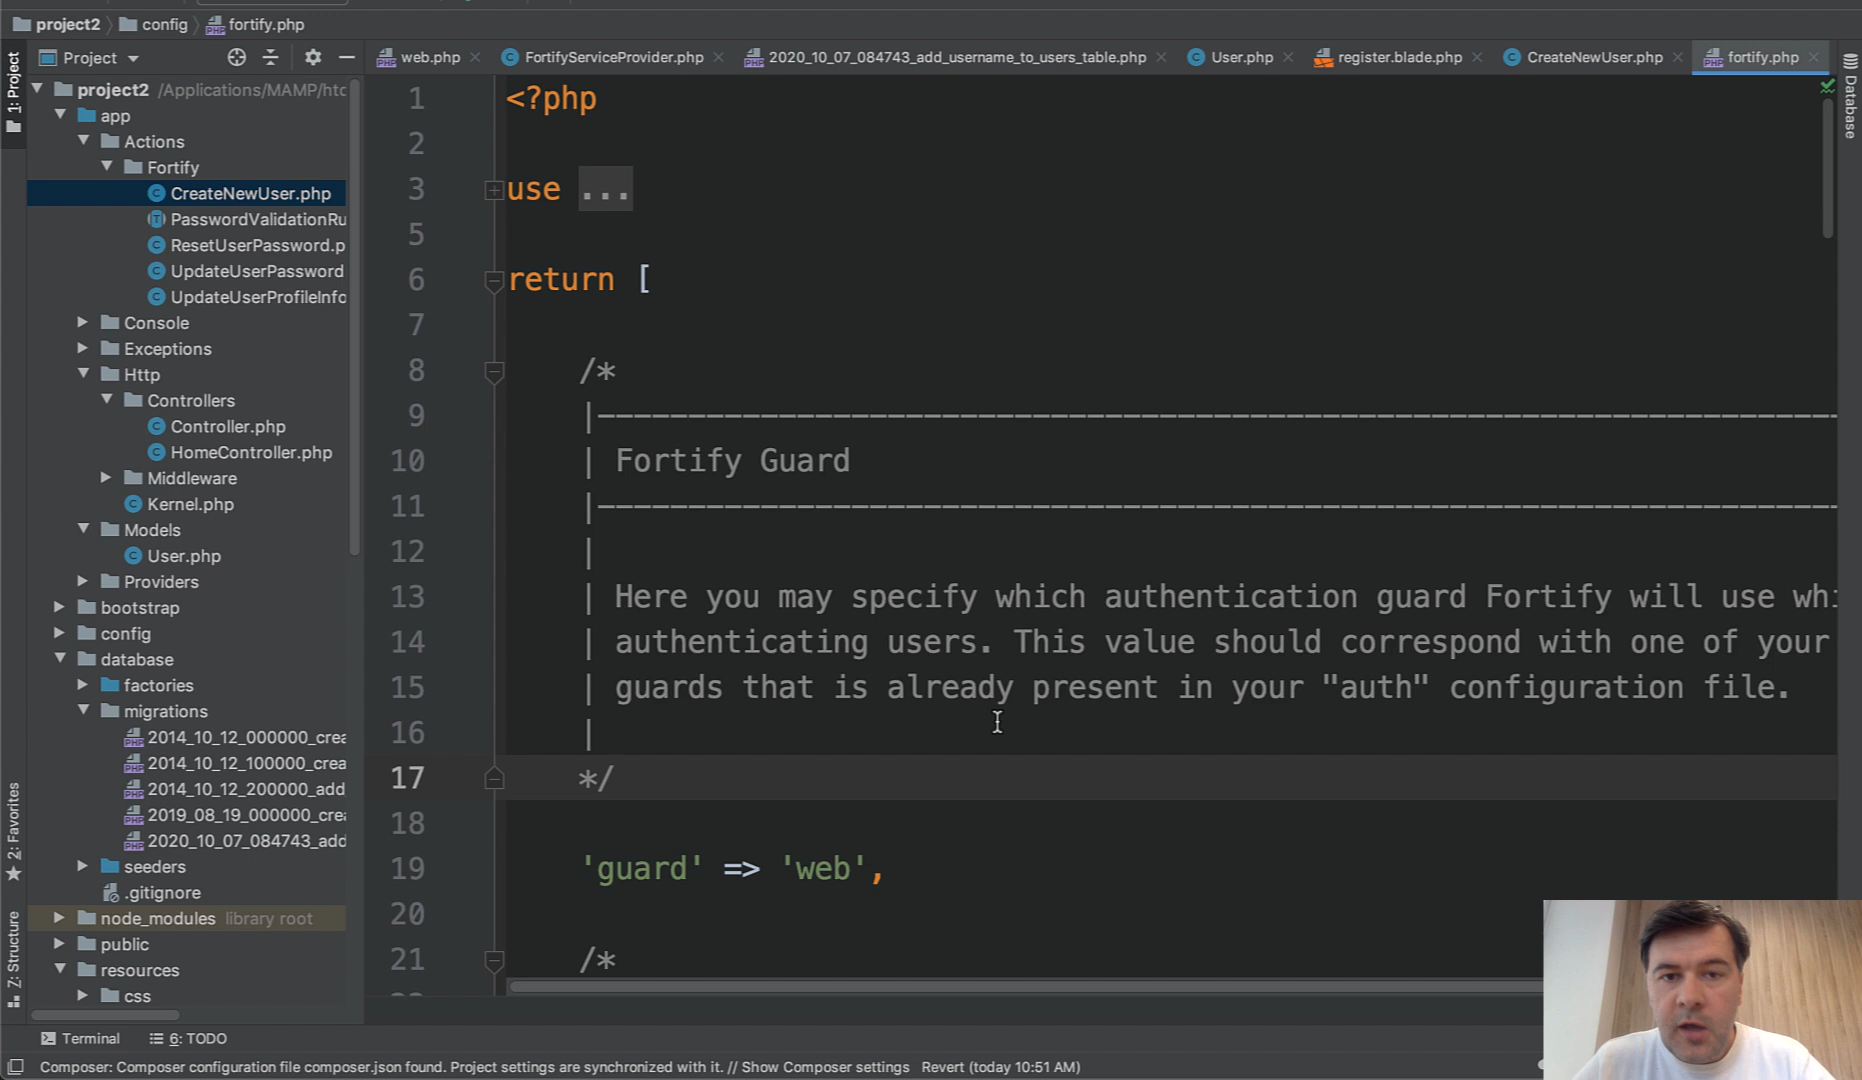 project2 config fortify.php
Project
web.php
FortifyServiceProvider.php
2020_10_07_084743_add_username_to_users_table.php
User.php
register.blade.php
CreateNewUser.php
fortify.php
1: Project
project2 /Applications/MAMP/htd
app
Actions
Fortify
CreateNewUser.php
PasswordValidationRu
ResetUserPassword.p
UpdateUserPassword
UpdateUserProfileInfo
Console
Exceptions
Http
Controllers
Controller.php
HomeController.php
Middleware
Kernel.php
Models
User.php
Providers
bootstrap
config
database
factories
migrations
2014_10_12_000000_crea
2014_10_12_100000_crea
2014_10_12_200000_add
2019_08_19_000000_crea
2020_10_07_084743_add
seeders
.gitignore
node_modules library root
public
resources
css
2: Favorites
Z: Structure
Database
1 <?php
2
3 use ...
5
6 return [
7
8 /*
9 |--------------------------------------------------------------------
10 | Fortify Guard
11 |--------------------------------------------------------------------
12 |
13 | Here you may specify which authentication guard Fortify will use whi
14 | authenticating users. This value should correspond with one of your
15 | guards that is already present in your "auth" configuration file.
16 |
17 */
18
19 'guard' => 'web',
20
21 /*
Terminal 6: TODO
Composer: Composer configuration file composer.json found. Project settings are synchronized with it. // Show Composer settings Revert (today 10:51 AM)